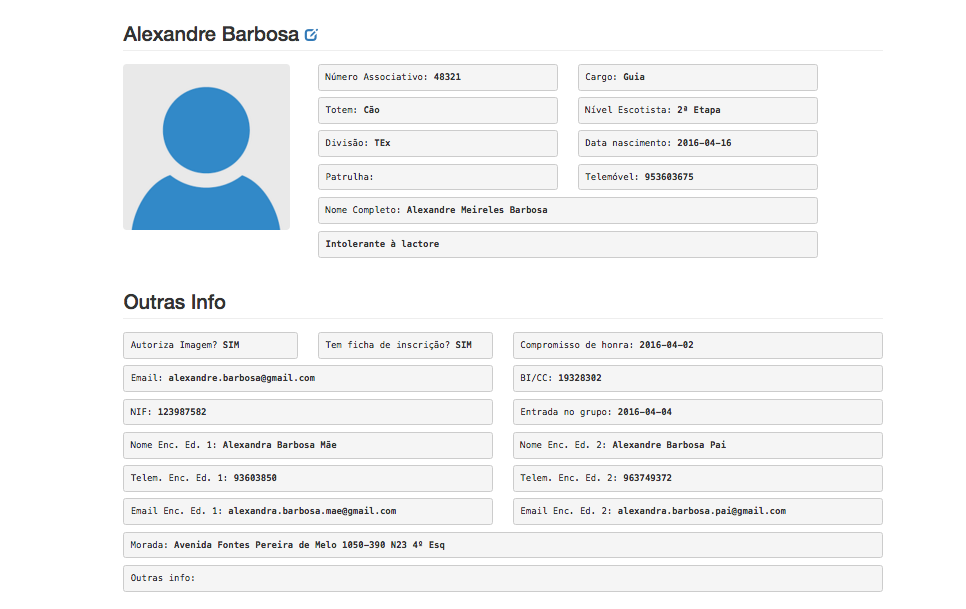 Alexandre Barbosa
Número Associativo: 48321
Cargo: Guia
Totem: Cão
Nível Escotista: 2ª Etapa
Divisão: TEx
Data nascimento: 2016-04-16
Patrulha:
Telemóvel: 953603675
Nome Completo: Alexandre Meireles Barbosa
Intolerante à lactore
Outras Info
Autoriza Imagem? SIM
Tem ficha de inscrição? SIM
Compromisso de honra: 2016-04-02
Email: alexandre.barbosa@gmail.com
BI/CC: 19328302
NIF: 123987582
Entrada no grupo: 2016-04-04
Nome Enc. Ed. 1: Alexandra Barbosa Mãe
Nome Enc. Ed. 2: Alexandre Barbosa Pai
Telem. Enc. Ed. 1: 93603850
Telem. Enc. Ed. 2: 963749372
Email Enc. Ed. 1: alexandra.barbosa.mae@gmail.com
Email Enc. Ed. 2: alexandra.barbosa.pai@gmail.com
Morada: Avenida Fontes Pereira de Melo 1050-390 N23 4º Esq
Outras info: